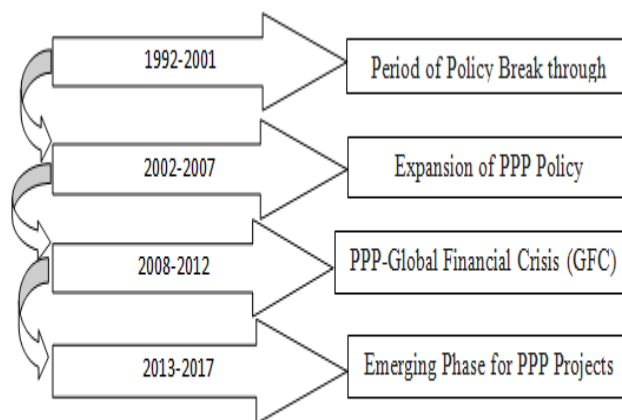 1992-2001
Period of Policy Break through
2002-2007
Expansion of PPP Policy
2008-2012
PPP-Global Financial Crisis (GFC)
2013-2017
Emerging Phase for PPP Projects